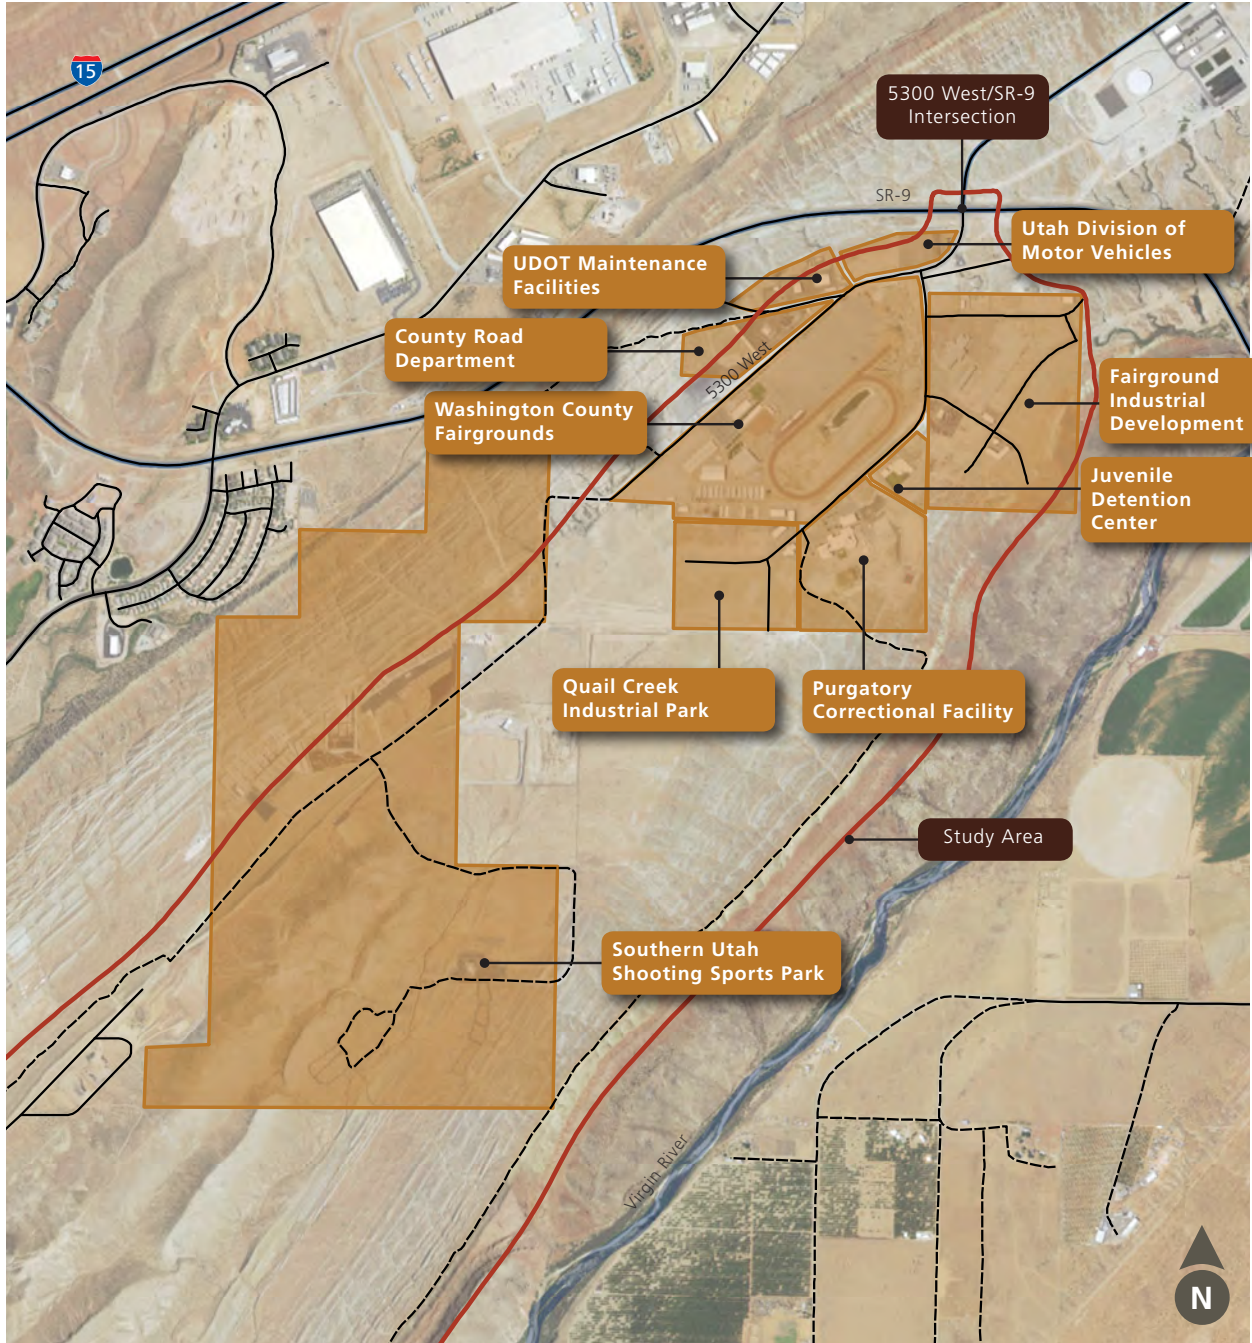 15
5300 West/SR-9
Intersection
SR-9
Utah Division of
Motor Vehicles
UDOT Maintenance
Facilities
County Road
Department
5300 West
Fairground
Industrial
Development
Washington County
Fairgrounds
Juvenile
Detention
Center
Quail Creek
Industrial Park
Purgatory
Correctional Facility
Study Area
Southern Utah
Shooting Sports Park
Virgin River
N